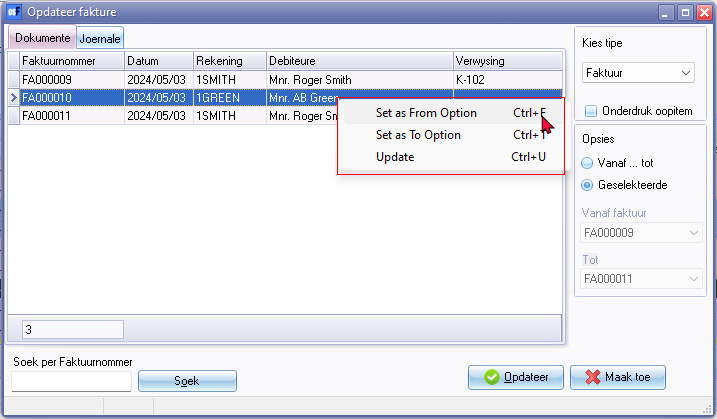 Opdateer fakture
Dokumente Joernale
Faktuurnommer Datum Rekening Debiteure Verwysing
FA000009 2024/05/03 1SMITH Mnr. Roger Smith K-102
FA000010 2024/05/03 1GREEN Mnr. AB Green
FA000011 2024/05/03 1SMITH Mnr. Roger Sm
Set as From Option Ctrl+F
Set as To Option Ctrl+T
Update Ctrl+U
3
Kies tipe
Faktuur
Onderdruk oopitem
Opsies
Vanaf ... tot
Geselekteerde
Vanaf faktuur
FA000009
Tot
FA000011
Soek per Faktuurnommer
Soek
Opdateer
Maak toe